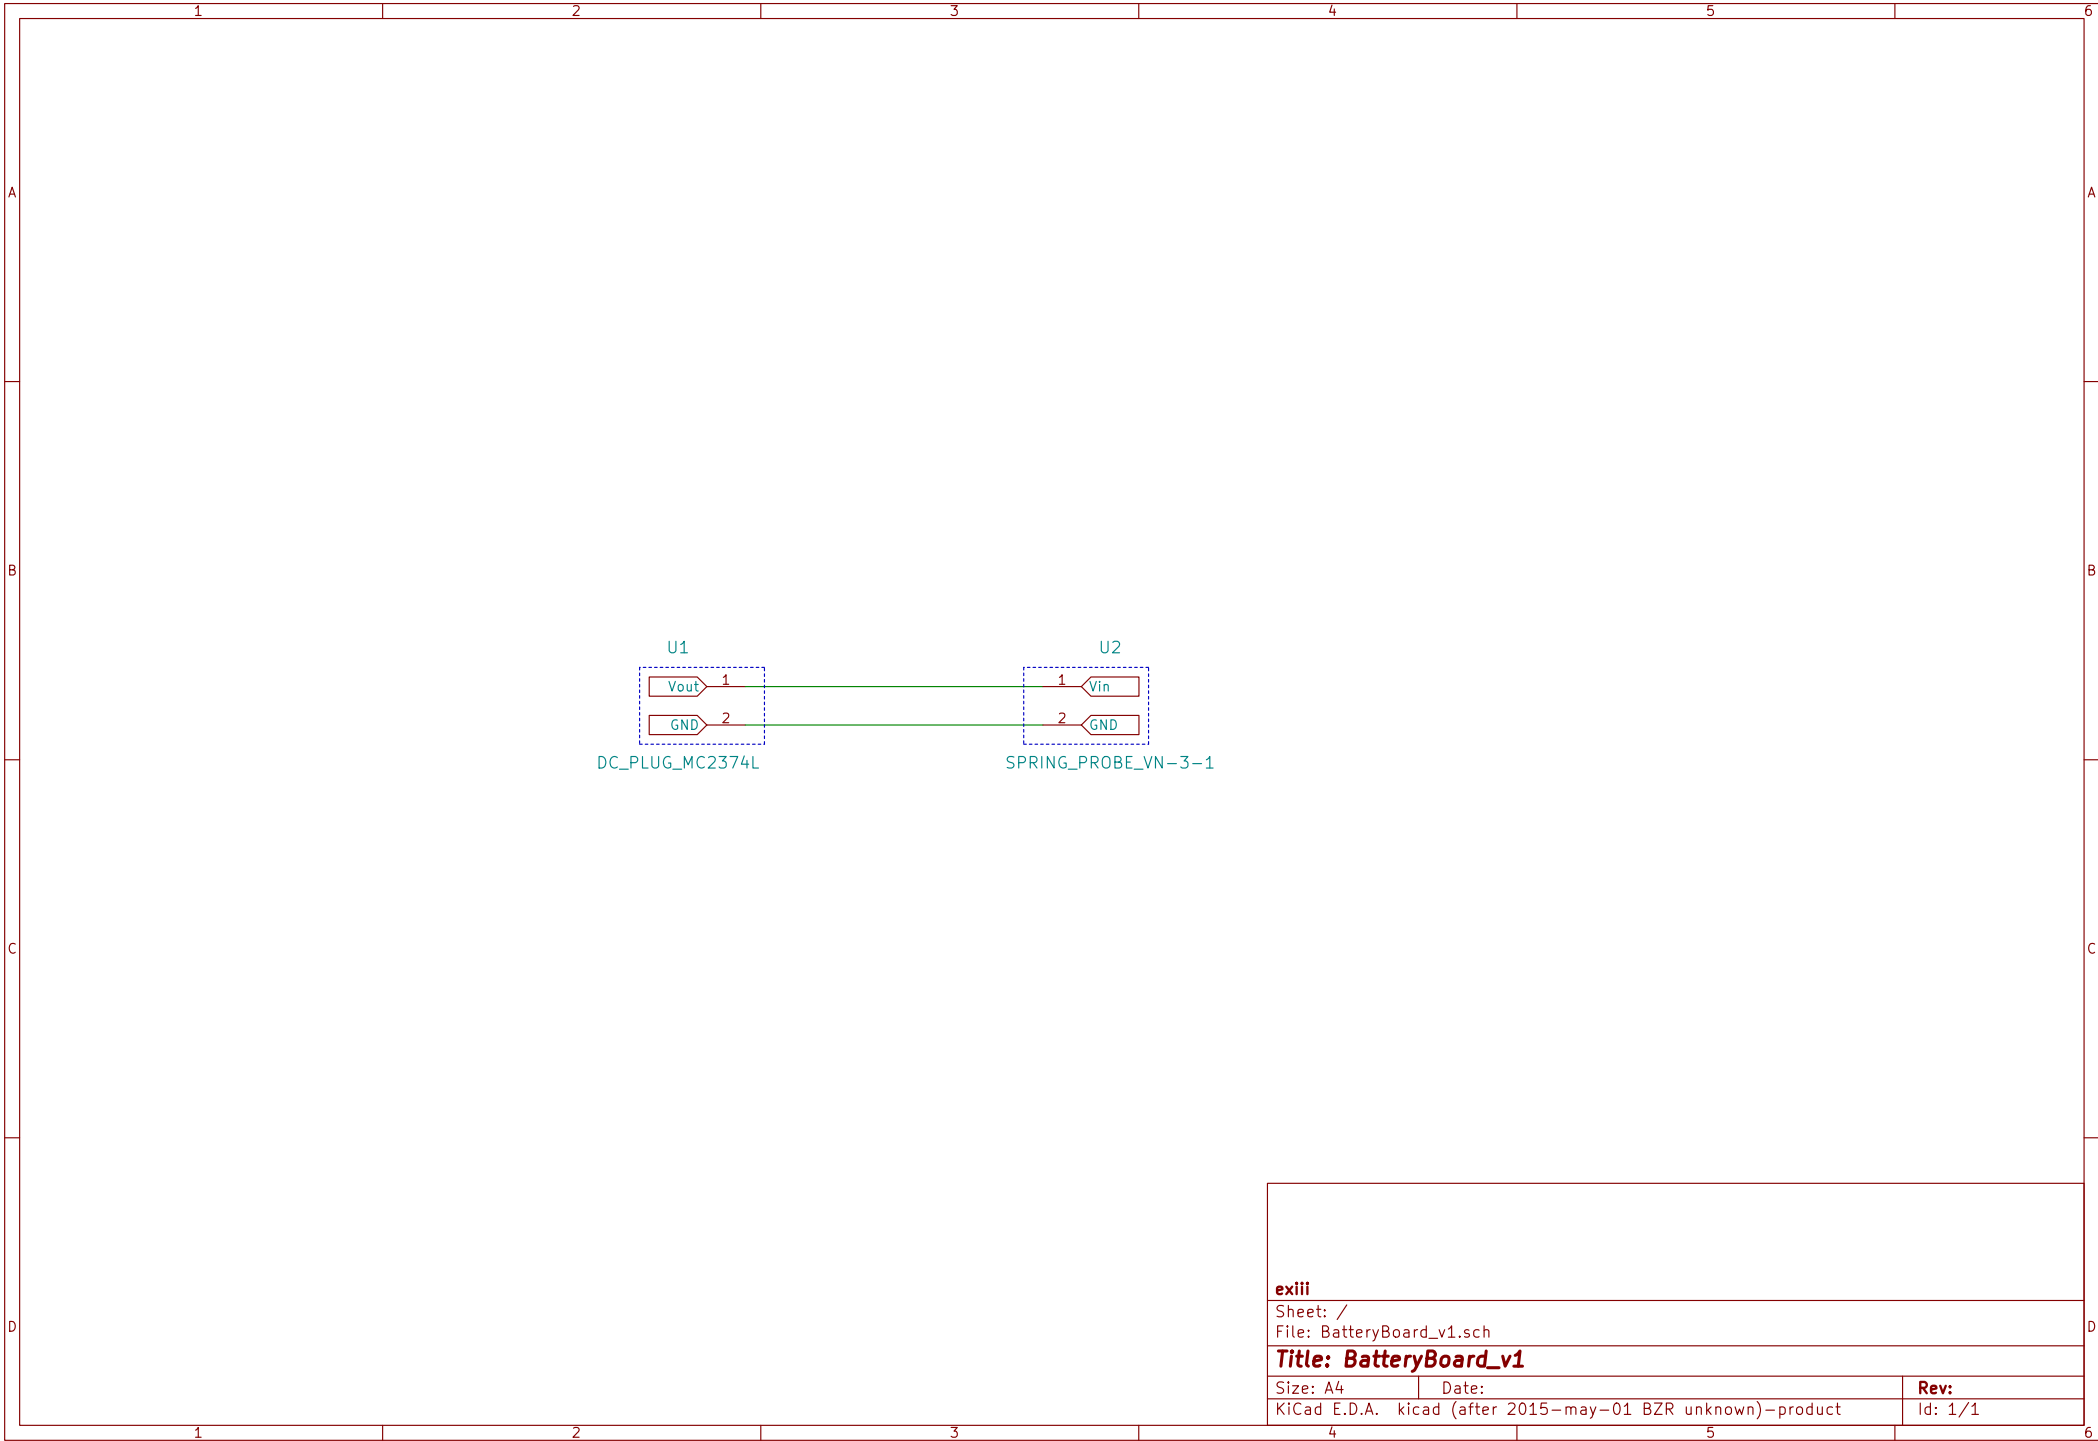 1 2 3 4 5 6
A A
B B
U1 U2
Vout 1 1 Vin
GND 2 2 GND
DC_PLUG_MC2374L SPRING_PROBE_VN-3-1
C C
exiii
Sheet: /
File: BatteryBoard_v1.sch
D D
Title: BatteryBoard_v1
Size: A4 Date: Rev:
KiCad E.D.A. kicad (after 2015-may-01 BZR unknown)-product Id: 1/1
1 2 3 4 5 6